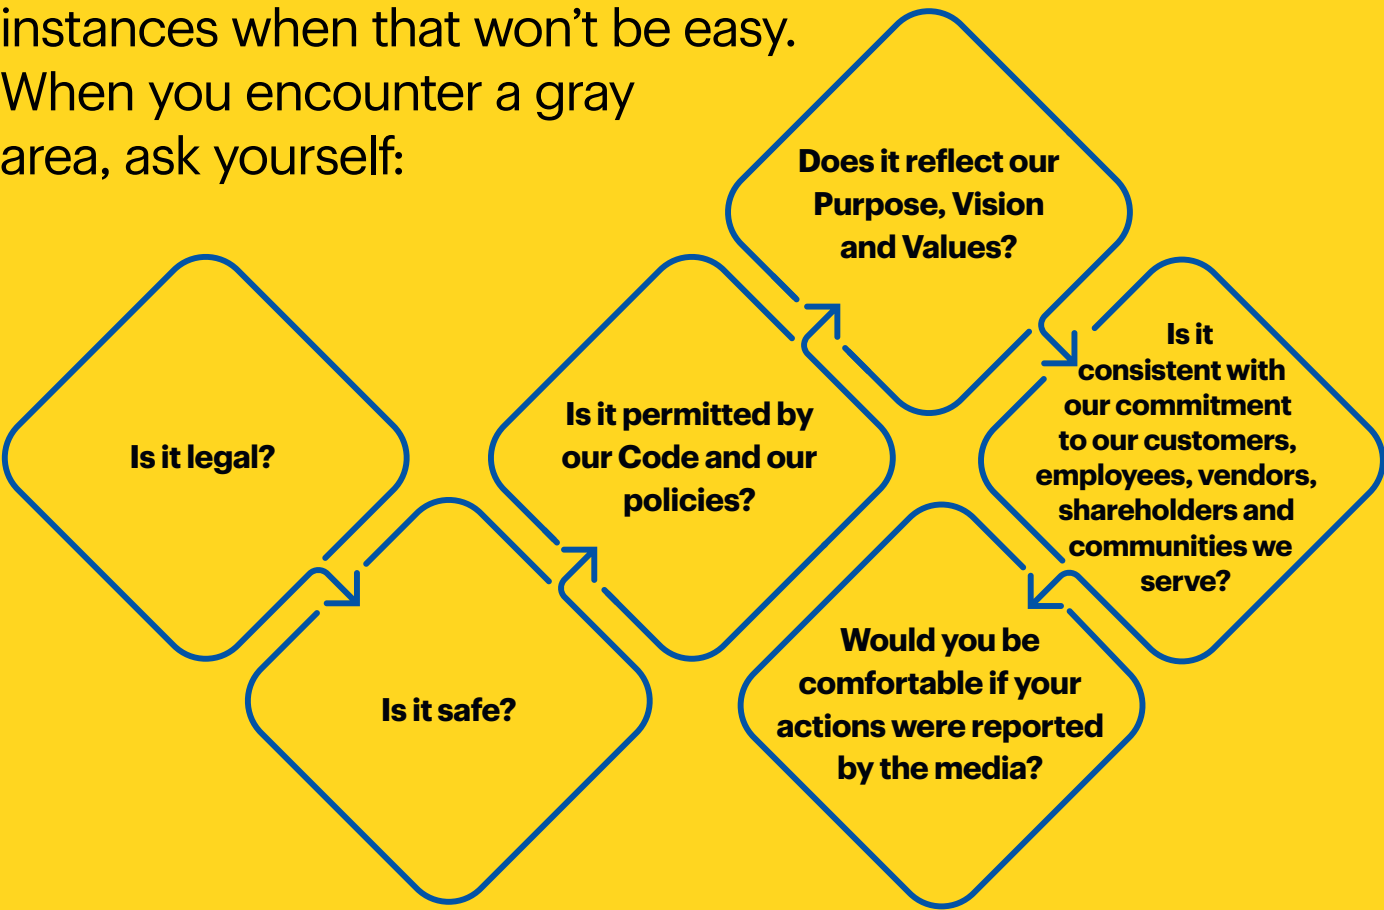 instances when that won’t be easy.
When you encounter a gray
area, ask yourself:
Is it legal?
Is it safe?
Is it permitted by
our Code and our
policies?
Does it reflect our
Purpose, Vision
and Values?
Is it
consistent with
our commitment
to our customers,
employees, vendors,
shareholders and
communities we
serve?
Would you be
comfortable if your
actions were reported
by the media?